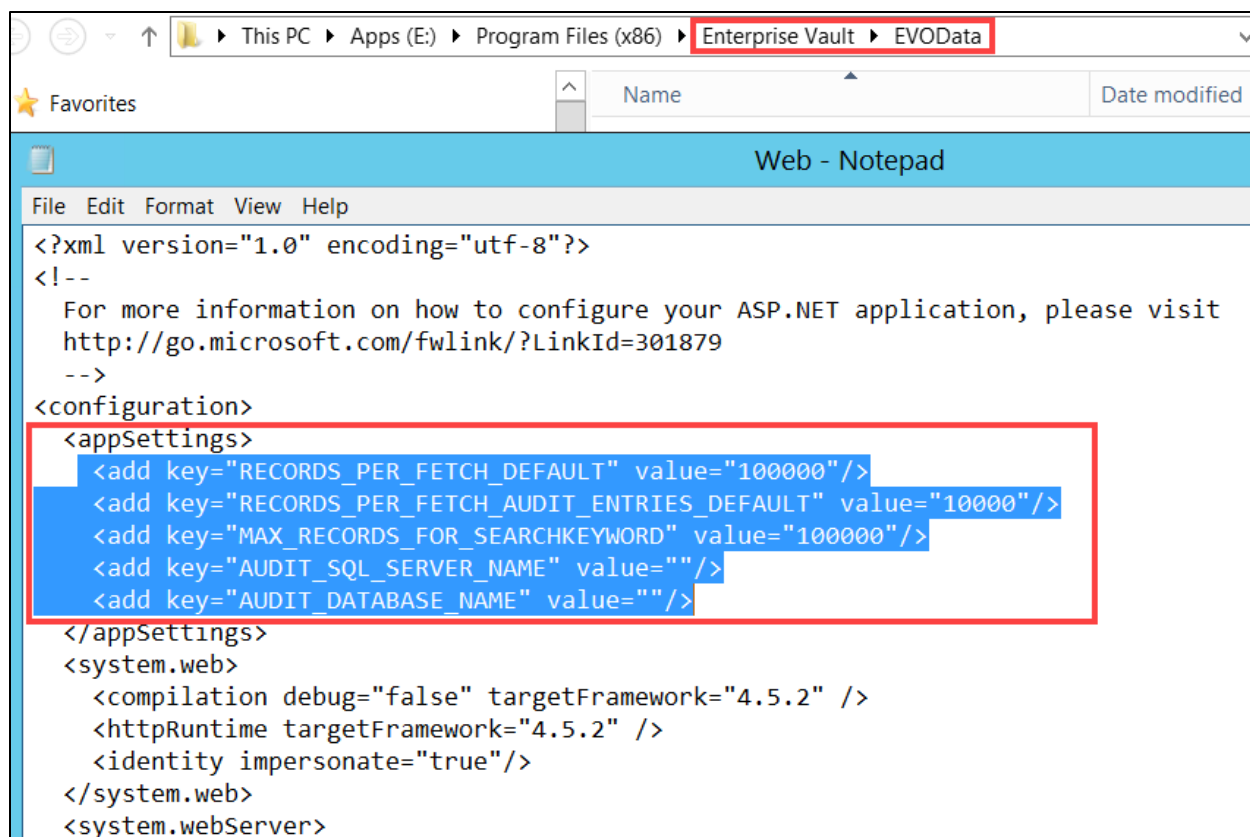 This PC Apps (E:) Program Files (x86) Enterprise Vault EVOData
Favorites
Name
Date modified
Web - Notepad
File Edit Format View Help
<?xml version="1.0" encoding="utf-8"?>
<!--
For more information on how to configure your ASP.NET application, please visit
http://go.microsoft.com/fwlink/?LinkId=301879
-->
<configuration>
<appSettings>
<add key="RECORDS_PER_FETCH_DEFAULT" value="100000"/>
<add key="RECORDS_PER_FETCH_AUDIT_ENTRIES_DEFAULT" value="10000"/>
<add key="MAX_RECORDS_FOR_SEARCHKEYWORD" value="100000"/>
<add key="AUDIT_SQL_SERVER_NAME" value=""/>
<add key="AUDIT_DATABASE_NAME" value=""/>
</appSettings>
<system.web>
<compilation debug="false" targetFramework="4.5.2" />
<httpRuntime targetFramework="4.5.2" />
<identity impersonate="true"/>
</system.web>
<system.webServer>